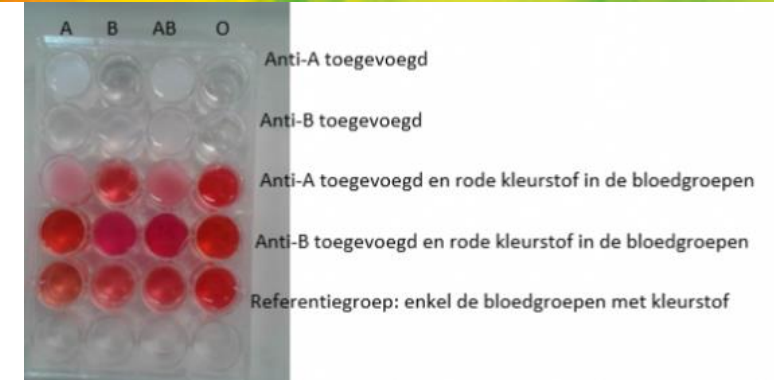 A B AB O
Anti-A toegevoegd
Anti-B toegevoegd
Anti-A toegevoegd en rode kleurstof in de bloedgroepen
Anti-B toegevoegd en rode kleurstof in de bloedgroepen
Referentiegroep: enkel de bloedgroepen met kleurstof